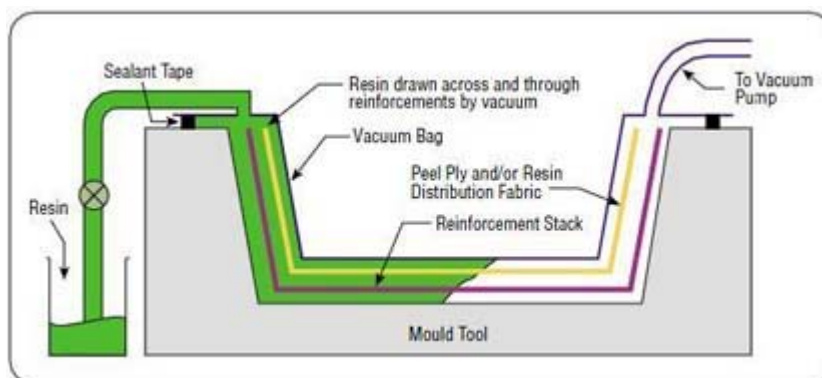 Sealant Tape
Resin drawn across and through
reinforcements by vacuum
To Vacuum
Pump
Vacuum Bag
Peel Ply and/or Resin
Distribution Fabric
Resin
Reinforcement Stack
Mould Tool